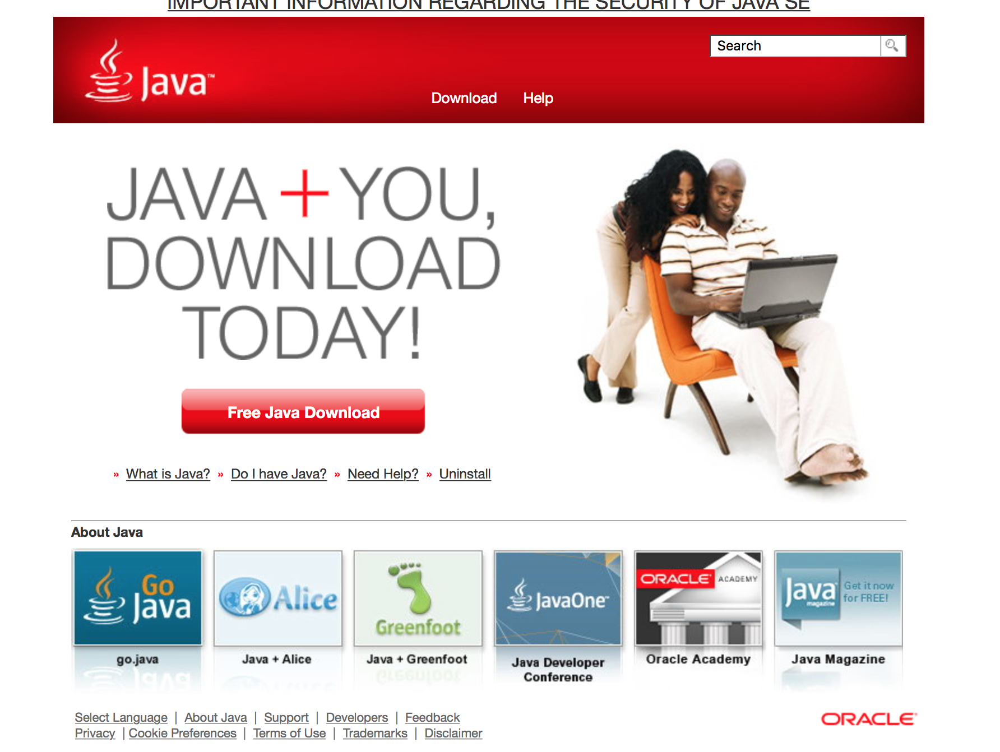 IMPORTANT INFORMATION REGARDING THE SECURITY OF JAVA SE
Search
Java™
Download Help
JAVA + YOU,
DOWNLOAD
TODAY!
Free Java Download
» What is Java? » Do I have Java? » Need Help? » Uninstall
About Java
Go
Java
go.java
Alice
Java + Alice
Greenfoot
Java + Greenfoot
JavaOne™
Java Developer
Conference
ORACLE® ACADEMY
Oracle Academy
Java™
magazine
Get it now
for FREE!
Java Magazine
Select Language | About Java | Support | Developers | Feedback
Privacy | Cookie Preferences | Terms of Use | Trademarks | Disclaimer
ORACLE®